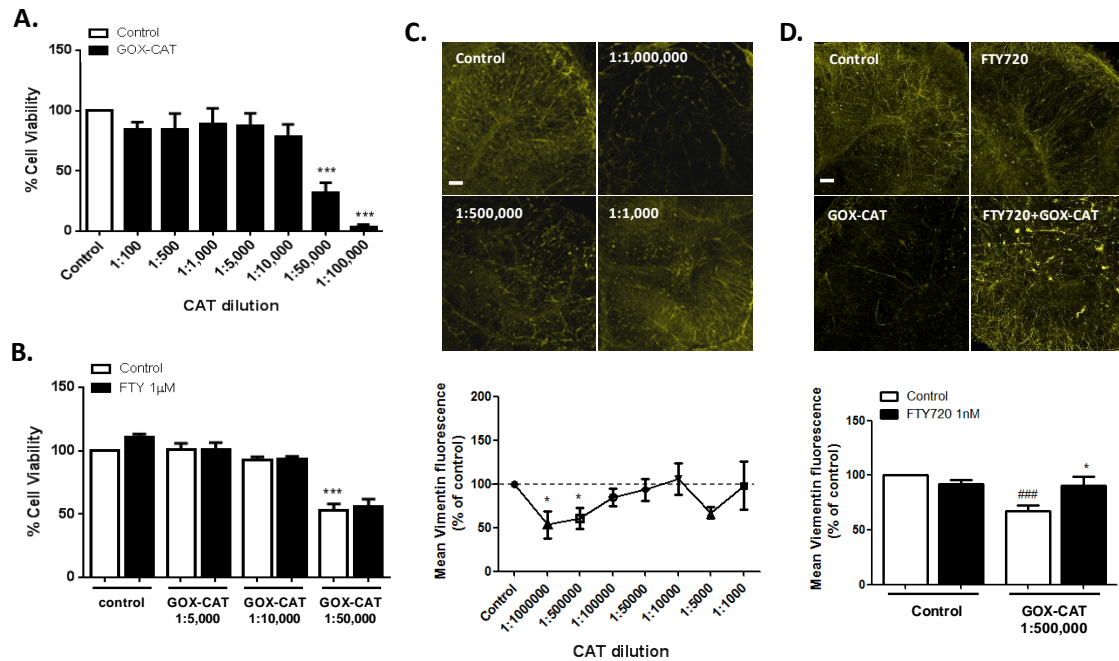 A.
Control
GOX-CAT
% Cell Viability
150
100
50
0
Control
1:100
1:500
1:1,000
1:5,000
1:10,000
1:50,000
1:100,000
***
***
CAT dilution
B.
Control
FTY 1µM
% Cell Viability
150
100
50
0
***
control
GOX-CAT
1:5,000
GOX-CAT
1:10,000
GOX-CAT
1:50,000
C.
Control
1:1,000,000
1:500,000
1:1,000
Mean Vimentin fluorescence
(% of control)
200
150
100
50
0
*
*
Control
1:1000000
1:500000
1:100000
1:50000
1:10000
1:5000
1:1000
CAT dilution
D.
Control
FTY720
GOX-CAT
FTY720+GOX-CAT
Control
FTY720 1nM
Mean Viementin fluorescence
(% of control)
150
100
50
0
###
*
Control
GOX-CAT
1:500,000